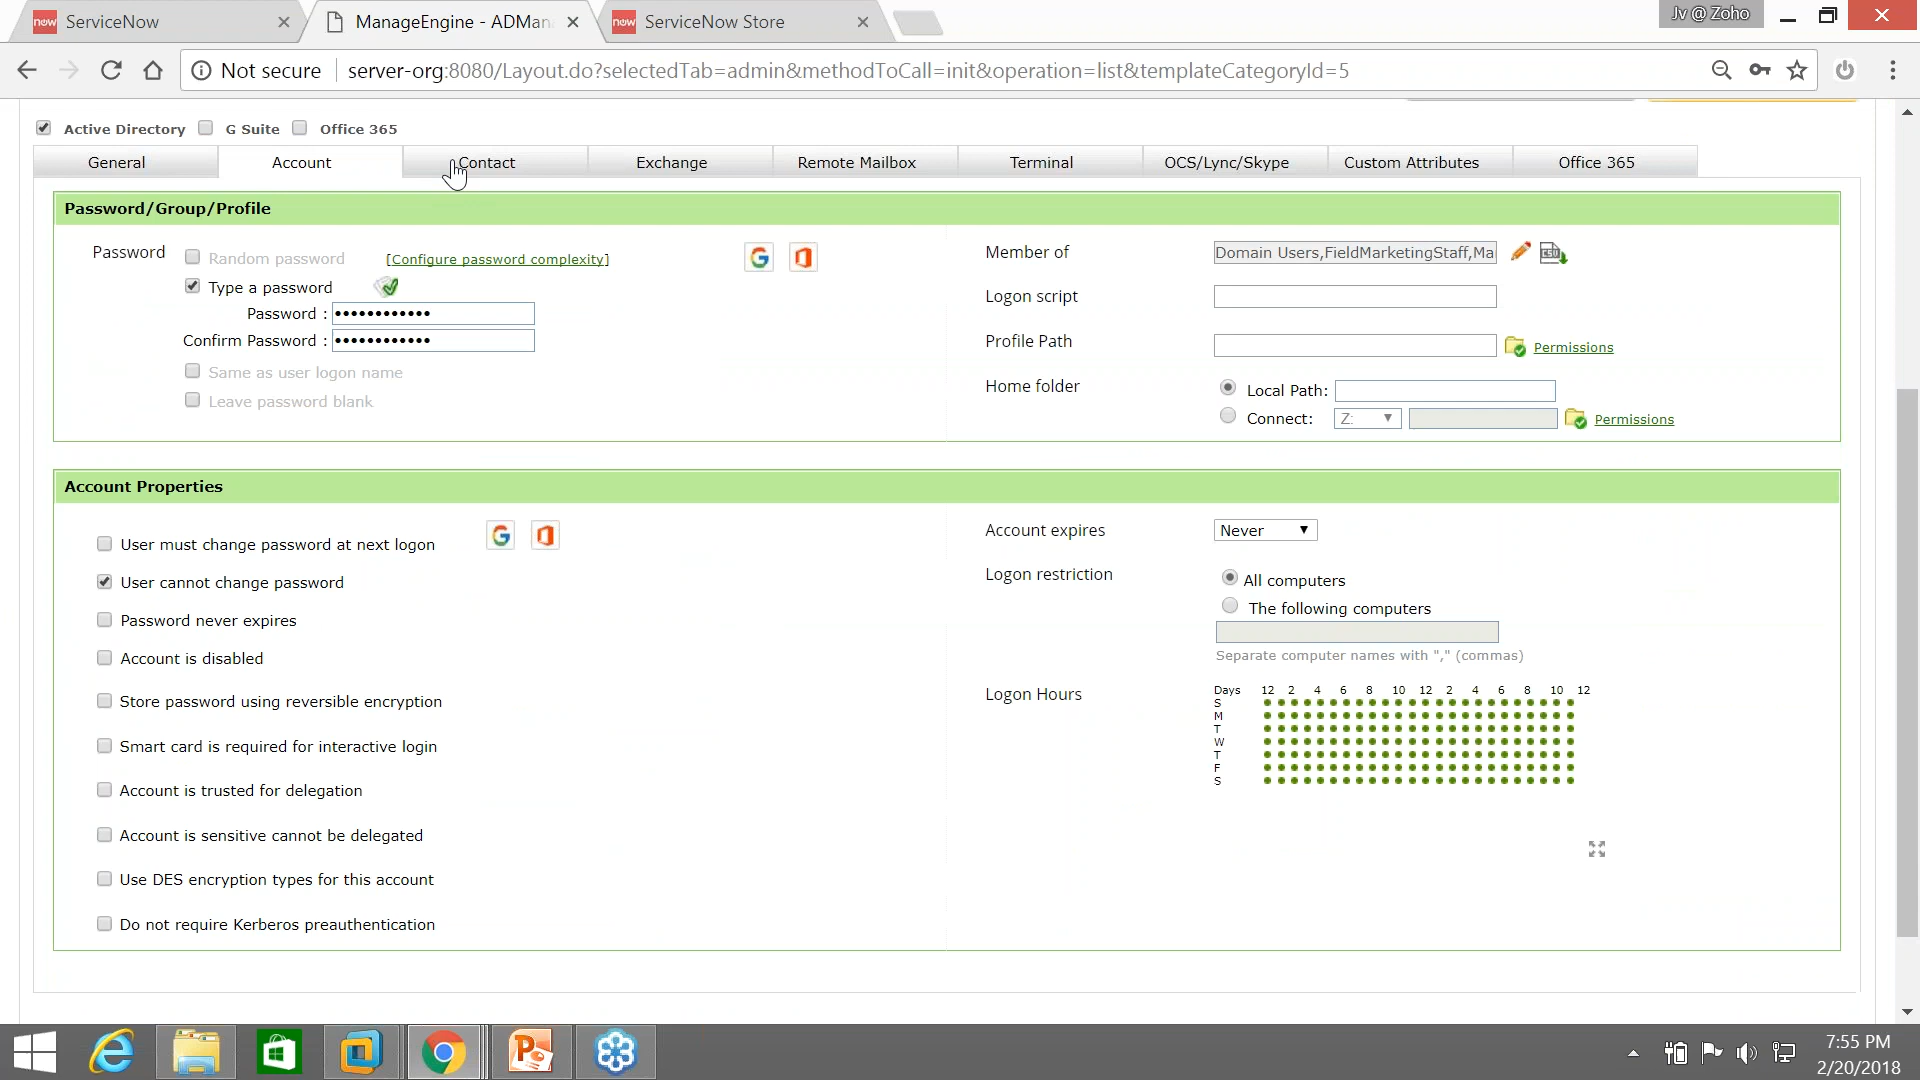 now ServiceNow
ManageEngine - ADMan
now ServiceNow Store
Jv @ Zoho
Not secure
server-org:8080/Layout.do?selectedTab=admin&methodToCall=init&operation=list&templateCategoryId=5
Active Directory
G Suite
Office 365
General
Account
Contact
Exchange
Remote Mailbox
Terminal
OCS/Lync/Skype
Custom Attributes
Office 365
Password/Group/Profile
Password
Random password
[Configure password complexity]
Type a password
Password :
Confirm Password :
Same as user logon name
Leave password blank
Member of
Domain Users,FieldMarketingStaff,Ma
CSV
Logon script
Profile Path
Permissions
Home folder
Local Path:
Connect:
Z:
Permissions
Account Properties
User must change password at next logon
User cannot change password
Password never expires
Account is disabled
Store password using reversible encryption
Smart card is required for interactive login
Account is trusted for delegation
Account is sensitive cannot be delegated
Use DES encryption types for this account
Do not require Kerberos preauthentication
Account expires
Never
Logon restriction
All computers
The following computers
Separate computer names with "," (commas)
Logon Hours
Days 12 2 4 6 8 10 12 2 4 6 8 10 12
S
M
T
W
T
F
S
7:55 PM
2/20/2018